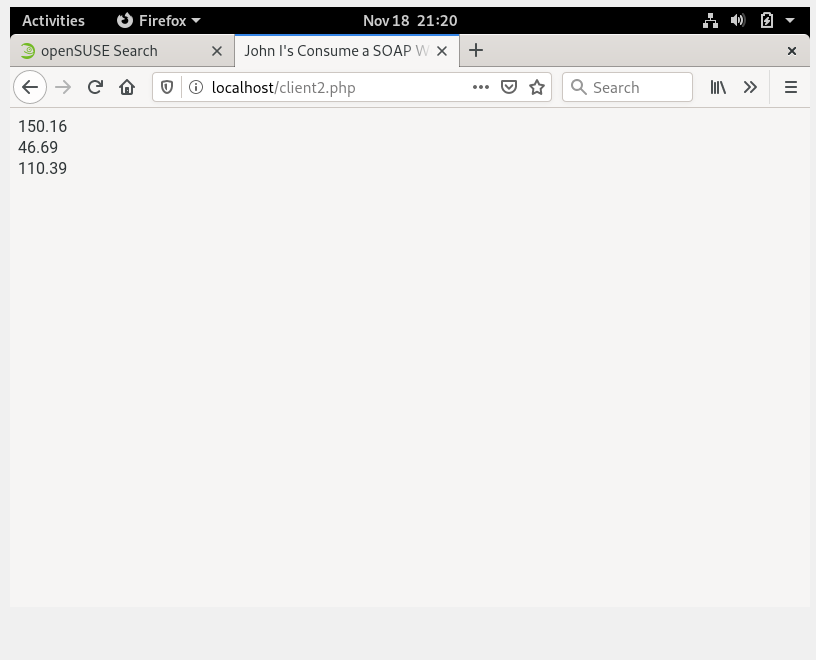 Activities Firefox Nov 18 21:20
openSUSE Search John I's Consume a SOAP W
localhost/client2.php Search
150.16
46.69
110.39